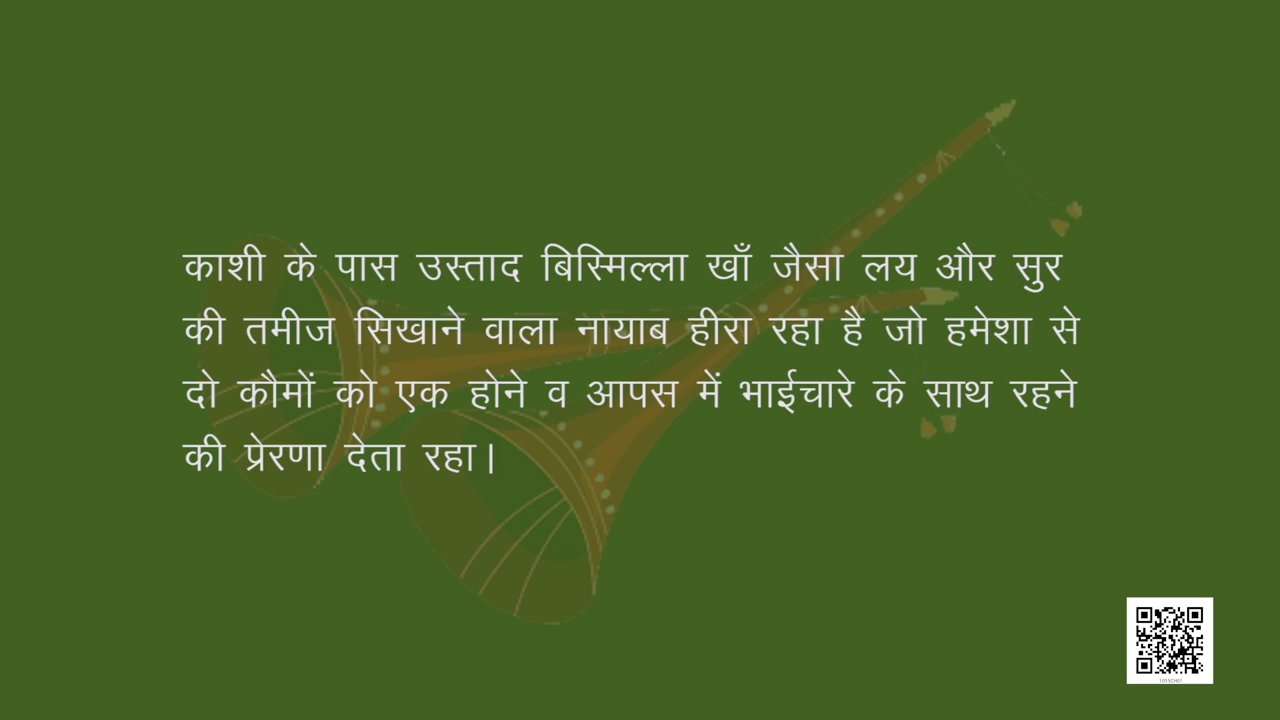 काशी के पास उस्ताद बिस्मिल्ला खाँ जैसा लय और सुर
की तमीज सिखाने वाला नायाब हीरा रहा है जो हमेशा से
दो कौमों को एक होने व आपस में भाईचारे के साथ रहने
की प्रेरणा देता रहा।